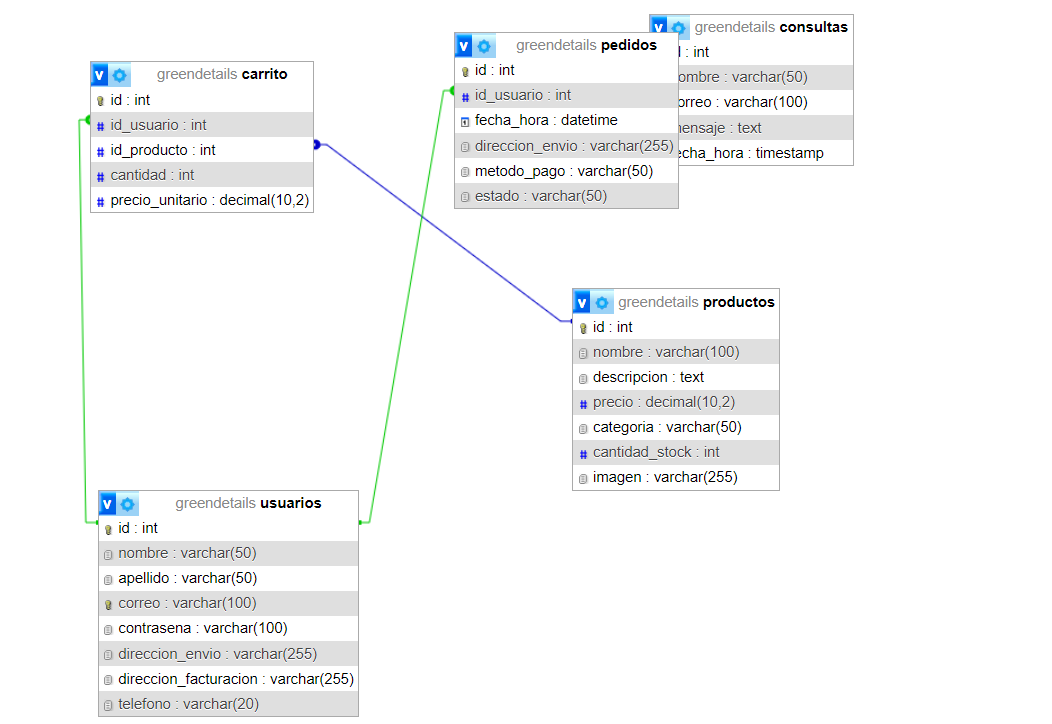 greendetails carrito
id : int
id_usuario : int
id_producto : int
cantidad : int
precio_unitario : decimal(10,2)
greendetails pedidos
id : int
id_usuario : int
fecha_hora : datetime
direccion_envio : varchar(255)
metodo_pago : varchar(50)
estado : varchar(50)
greendetails consultas
: int
: varchar(50)
: varchar(100)
: text
: timestamp
greendetails productos
id : int
nombre : varchar(100)
descripcion : text
precio : decimal(10,2)
categoria : varchar(50)
cantidad_stock : int
imagen : varchar(255)
greendetails usuarios
id : int
nombre : varchar(50)
apellido : varchar(50)
correo : varchar(100)
contrasena : varchar(100)
direccion_envio : varchar(255)
direccion_facturacion : varchar(255)
telefono : varchar(20)